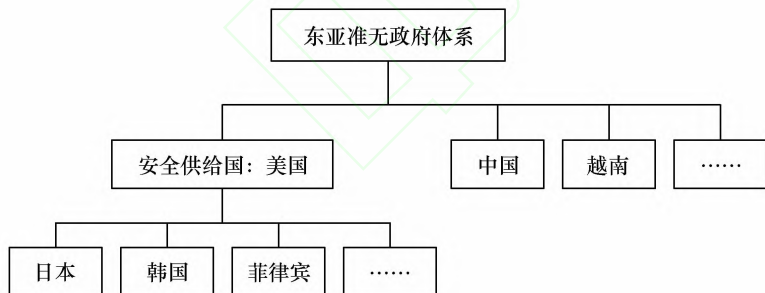 东亚准无政府体系
安全供给国：美国
中国
越南
……
日本
韩国
菲律宾
……